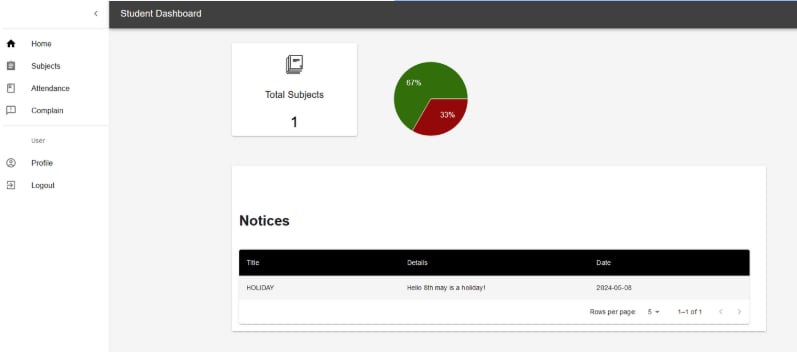 Student Dashboard
Home
Subjects
Attendance
Complain
User
Profile
Logout
Total Subjects
1
67%
33%
Notices
Title Details Date
HOLIDAY Hello 8th may is a holiday! 2024-05-08
Rows per page: 5 1–1 of 1